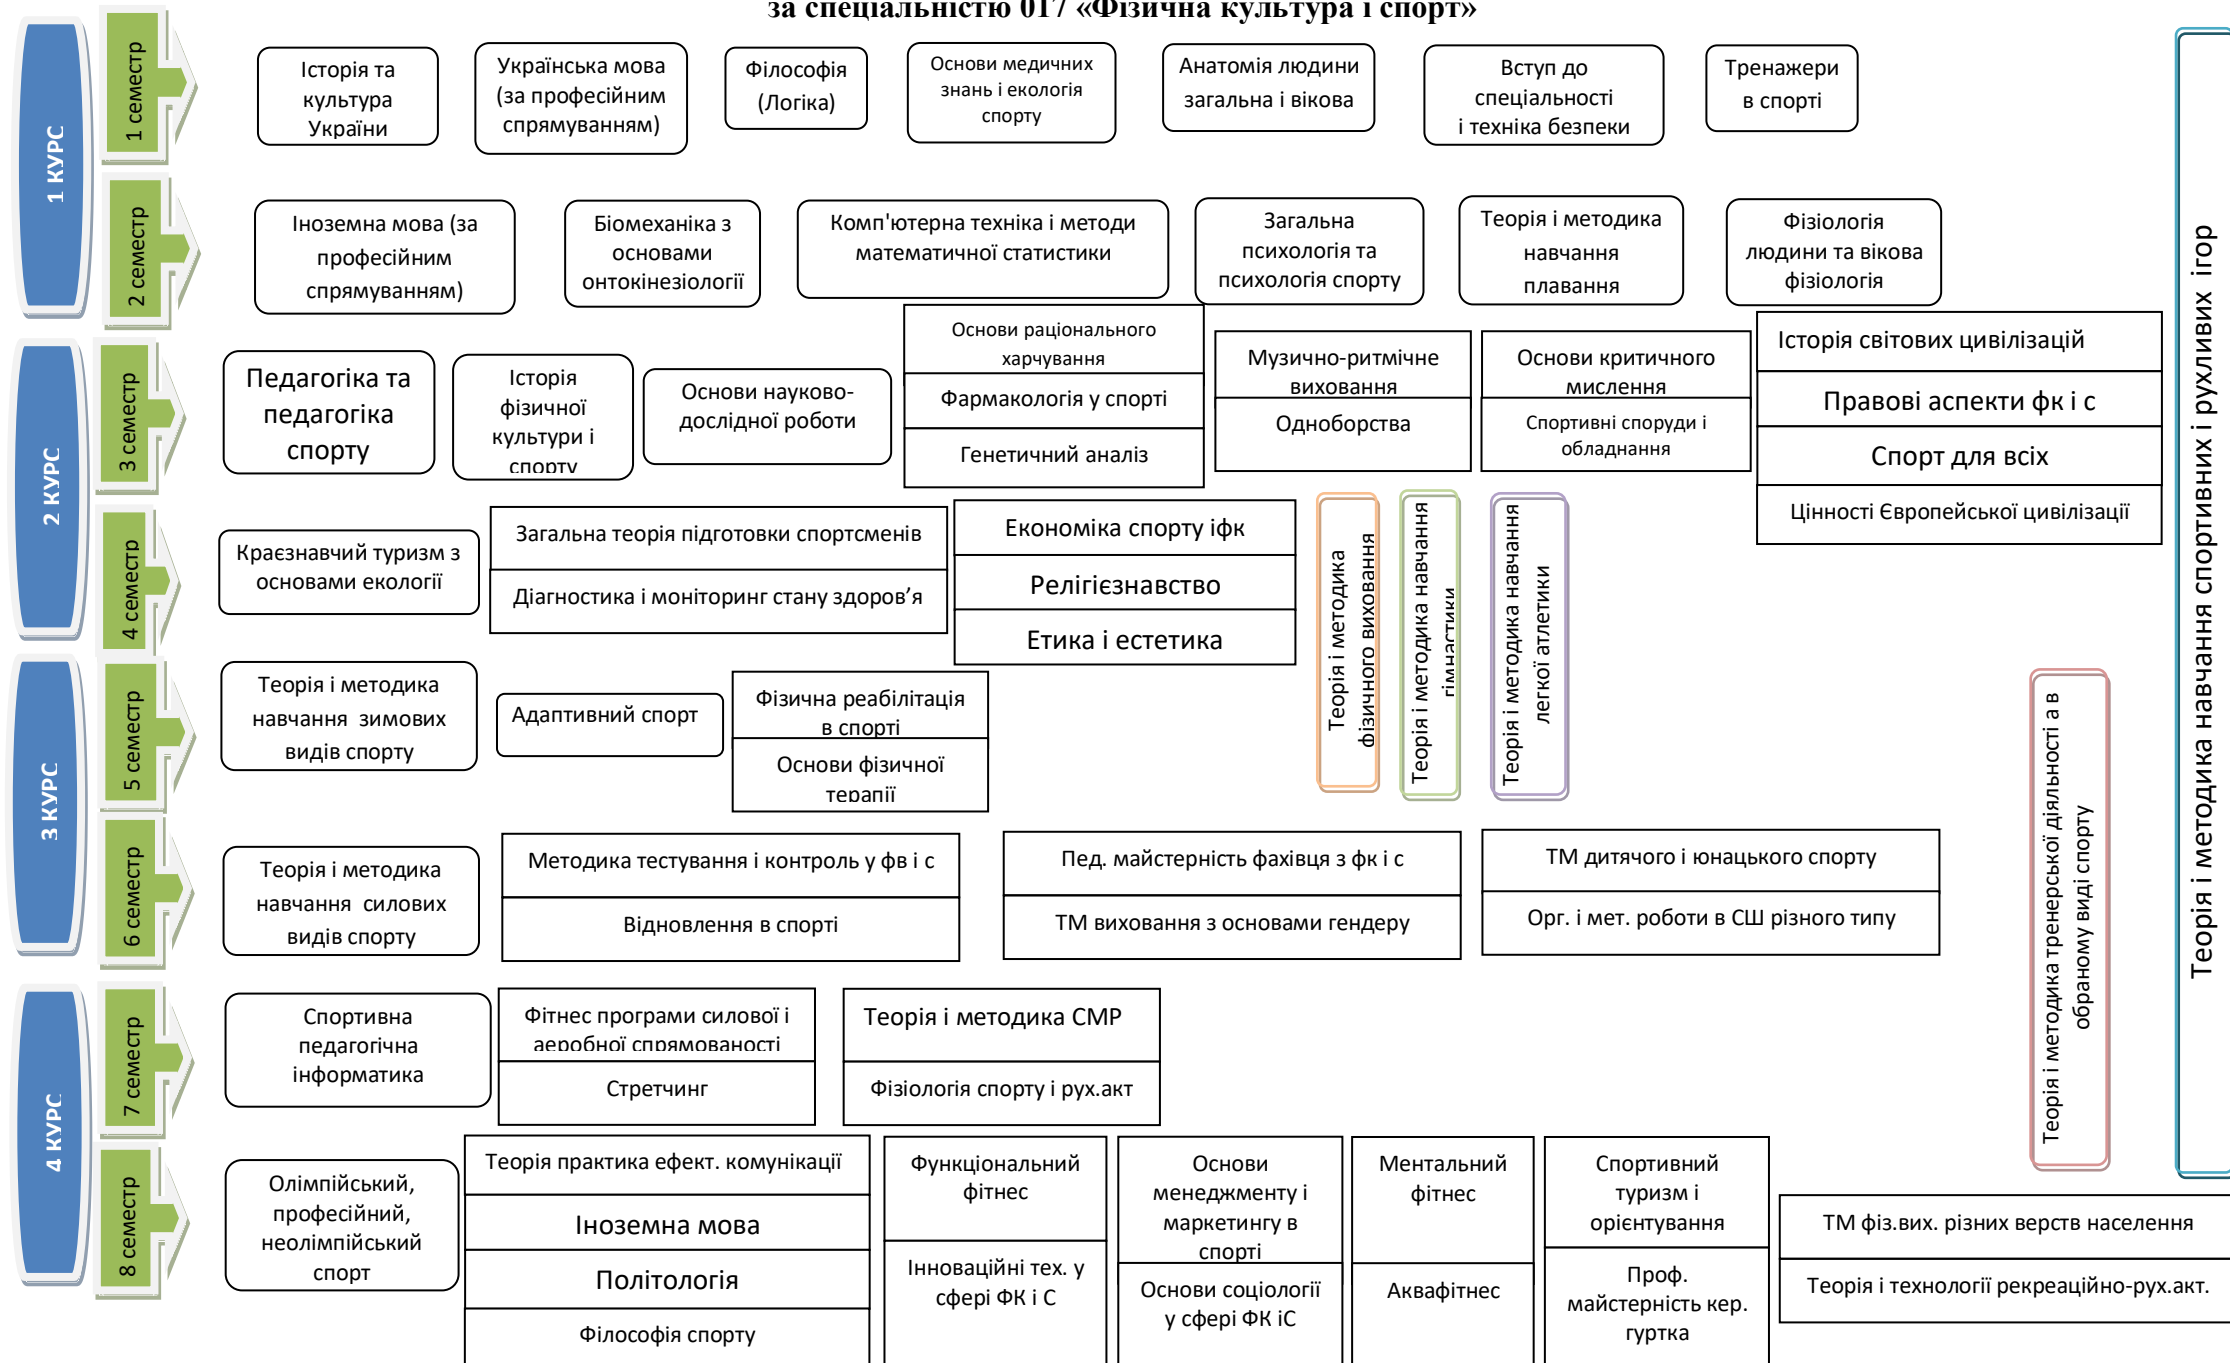 за спеціальністю 017 «Фізична культура і спорт»
1 КУРС
1 семестр
Історія та
культура
України
Українська мова
(за професійним
спрямуванням)
Філософія
(Логіка)
Основи медичних
знань і екологія
спорту
Анатомія людини
загальна і вікова
Вступ до
спеціальності
і техніка безпеки
Тренажери
в спорті
2 семестр
Іноземна мова (за
професійним
спрямуванням)
Біомеханіка з
основами
онтокінезіології
Комп'ютерна техніка і методи
математичної статистики
Загальна
психологія та
психологія спорту
Теорія і методика
навчання
плавання
Фізіологія
людини та вікова
фізіологія
2 КУРС
3 семестр
Педагогіка та
педагогіка
спорту
Історія
фізичної
культури і
спорту
Основи науково-
дослідної роботи
Основи раціонального
харчування
Фармакологія у спорті
Генетичний аналіз
Музично-ритмічне
виховання
Одноборства
Основи критичного
мислення
Спортивні споруди і
обладнання
Історія світових цивілізацій
Правові аспекти фк і с
Спорт для всіх
Цінності Європейської цивілізації
4 семестр
Краєзнавчий туризм з
основами екології
Загальна теорія підготовки спортсменів
Діагностика і моніторинг стану здоров’я
Економіка спорту іфк
Релігієзнавство
Етика і естетика
Теорія і методика
фізичного виховання
Теорія і методика навчання
гімнастики
Теорія і методика навчання
легкої атлетики
3 КУРС
5 семестр
Теорія і методика
навчання зимових
видів спорту
Адаптивний спорт
Фізична реабілітація
в спорті
Основи фізичної
терапії
6 семестр
Теорія і методика
навчання силових
видів спорту
Методика тестування і контроль у фв і с
Відновлення в спорті
Пед. майстерність фахівця з фк і с
ТМ виховання з основами гендеру
ТМ дитячого і юнацького спорту
Орг. і мет. роботи в СШ різного типу
4 КУРС
7 семестр
Спортивна
педагогічна
інформатика
Фітнес програми силової і
аеробної спрямованості
Стретчинг
Теорія і методика СМР
Фізіологія спорту і рух.акт
8 семестр
Олімпійський,
професійний,
неолімпійський
спорт
Теорія практика ефект. комунікації
Іноземна мова
Політологія
Філософія спорту
Функціональний
фітнес
Інноваційні тех. у
сфері ФК і С
Основи
менеджменту і
маркетингу в
спорті
Основи соціології
у сфері ФК іС
Ментальний
фітнес
Аквафітнес
Спортивний
туризм і
орієнтування
Проф.
майстерність кер.
гуртка
ТМ фіз.вих. різних верств населення
Теорія і технології рекреаційно-рух.акт.
Теорія і методика тренерської діяльності а в
обраному виді спорту
Теорія і методика навчання спортивних і рухливих ігор